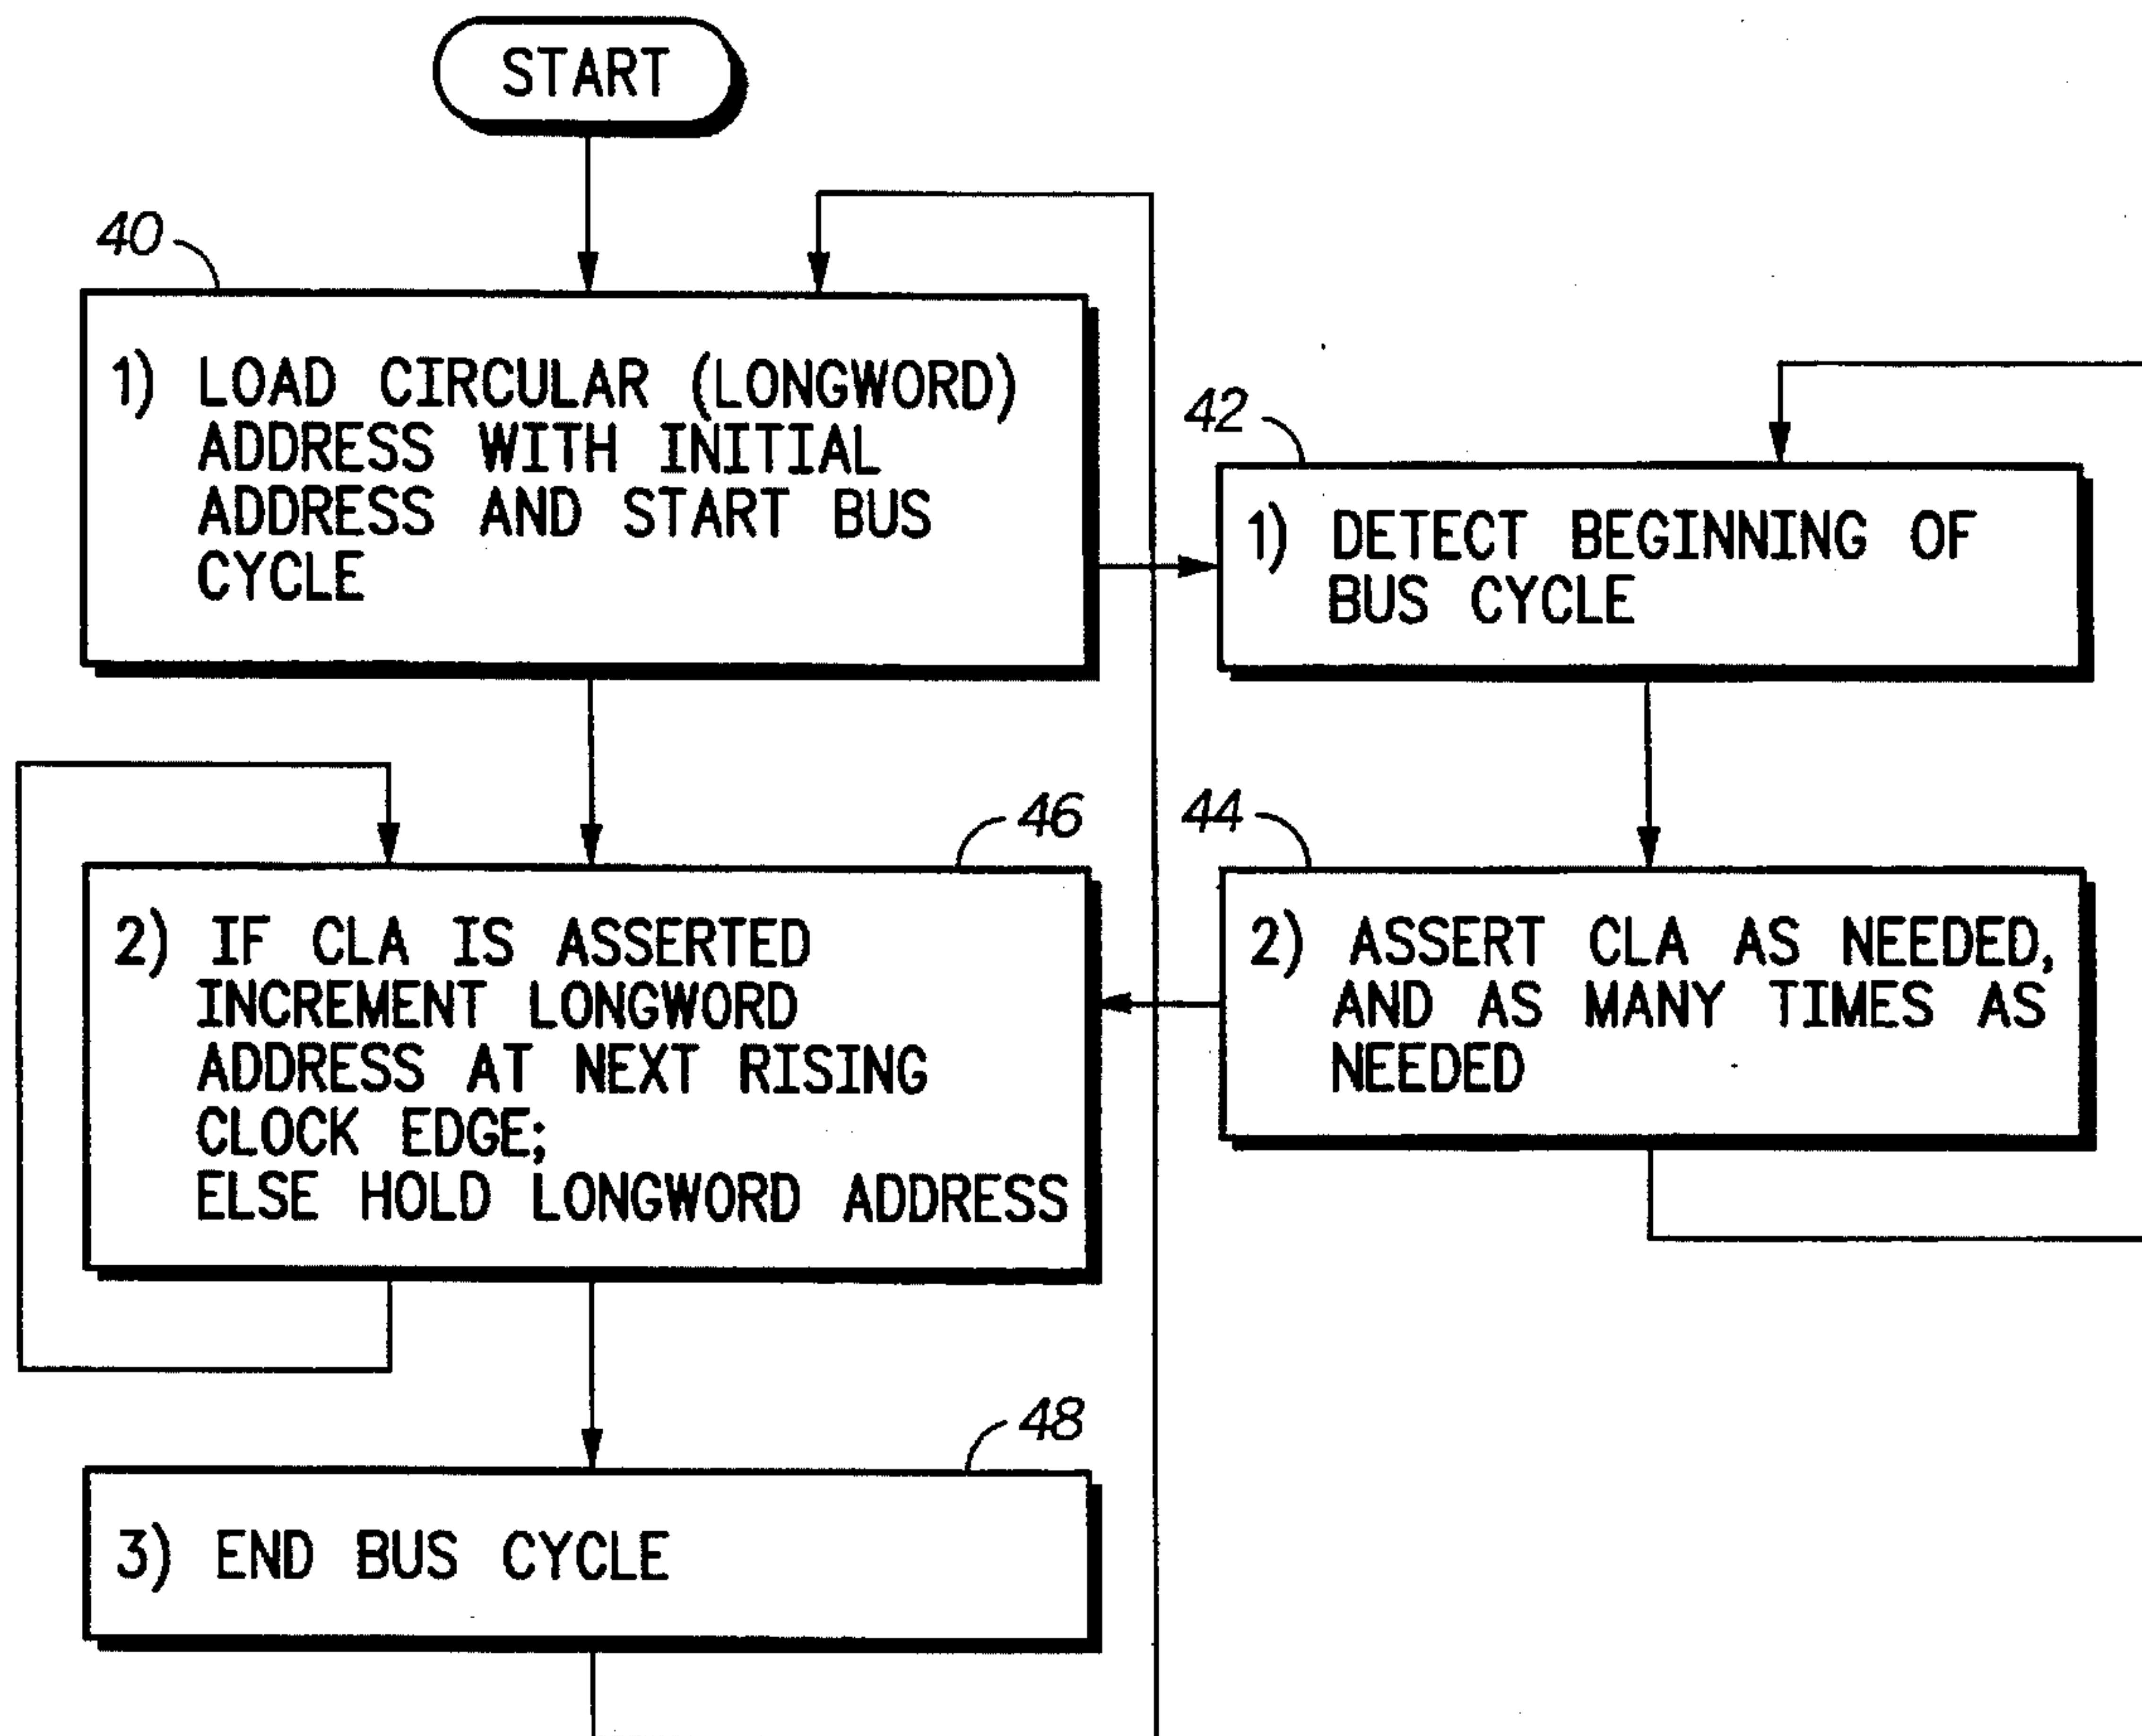 START
40
1) LOAD CIRCULAR (LONGWORD)
ADDRESS WITH INITIAL
ADDRESS AND START BUS
CYCLE
42
1) DETECT BEGINNING OF
BUS CYCLE
46
2) IF CLA IS ASSERTED
INCREMENT LONGWORD
ADDRESS AT NEXT RISING
CLOCK EDGE;
ELSE HOLD LONGWORD ADDRESS
44
2) ASSERT CLA AS NEEDED,
AND AS MANY TIMES AS
NEEDED
48
3) END BUS CYCLE